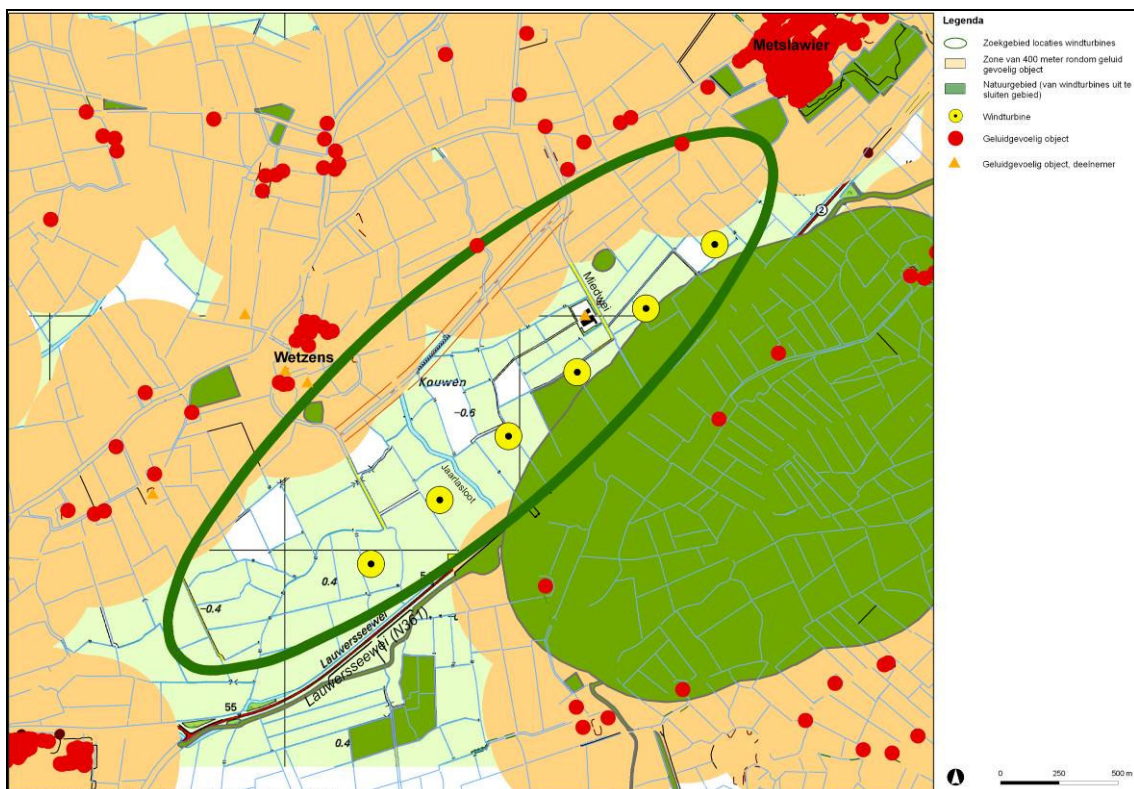 Metslawier
Miedwei
Wetzens
Kouwen
-0.6
Jaarlasloot
0.4
-0.4
Lauwersseewei
Lauwersseewei (N361)
55
0.4
2
Legenda
Zoekgebied locaties windturbines
Zone van 400 meter rondom geluid
gevoelig object
Natuurgebied (van windturbines uit te
sluiten gebied)
Windturbine
Geluidgevoelig object
Geluidgevoelig object, deelnemer
0 250 500 m